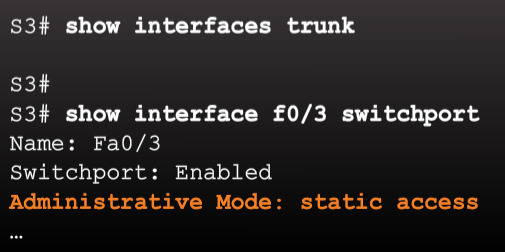 S3# show interfaces trunk
S3#
S3# show interface f0/3 switchport
Name: Fa0/3
Switchport: Enabled
Administrative Mode: static access
…